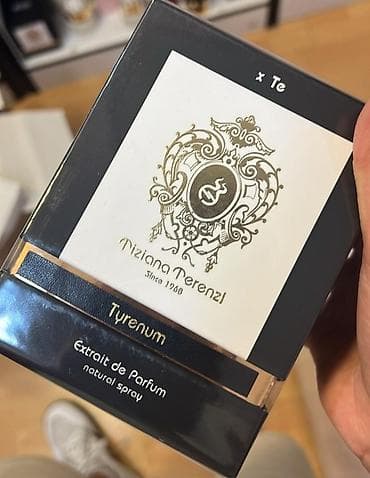 x Te
Tiziana Terenzi
Since 1968
Tyrenum
Extrait de Parfum
natural spray